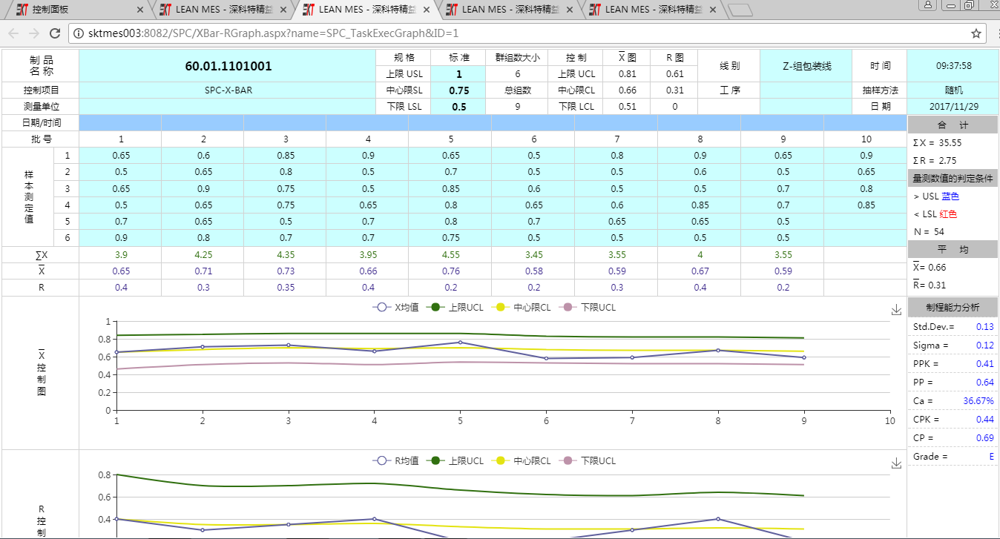 控制面板 LEAN MES - 深科特精益 LEAN MES - 深科特精益 LEAN MES - 深科特精益 LEAN MES - 深科特精益
sktmes003:8082/SPC/XBar-RGraph.aspx?name=SPC_TaskExecGraph&ID=1
制 品 名 称 60.01.1101001 规 格 标 准 群组数大小 控 制 X 图 R 图 线 别 Z-组包装线 时 间 09:37:58
上限 USL 1 6 上限 UCL 0.81 0.61
控制项目 SPC-X-BAR 中心限SL 0.75 总组数 中心限CL 0.66 0.31 工 序 抽样方法 随机
测量单位 下限 LSL 0.5 9 下限 LCL 0.51 0 日 期 2017/11/29
日期/时间 合 计
批 号 1 2 3 4 5 6 7 8 9 10
ΣX = 35.55
样本测定值
1 0.65 0.6 0.85 0.9 0.65 0.5 0.8 0.9 0.65 0.9
ΣR = 2.75
2 0.5 0.65 0.8 0.5 0.7 0.5 0.5 0.6 0.5 0.65
量测数值的判定条件
3 0.65 0.9 0.75 0.5 0.85 0.6 0.5 0.5 0.7 0.8
> USL 蓝色
4 0.5 0.65 0.75 0.65 0.8 0.65 0.6 0.85 0.7 0.85
< LSL 红色
5 0.7 0.65 0.5 0.7 0.8 0.7 0.65 0.65 0.5
N = 54
6 0.9 0.8 0.7 0.7 0.75 0.5 0.5 0.5 0.5
平 均
∑X 3.9 4.25 4.35 3.95 4.55 3.45 3.55 4 3.55
X 0.65 0.71 0.73 0.66 0.76 0.58 0.59 0.67 0.59
X= 0.66
R 0.4 0.3 0.35 0.4 0.2 0.2 0.3 0.4 0.2
R= 0.31
X控制图
X均值 上限UCL 中心限CL 下限UCL
1
0.8
0.6
0.4
0.2
0
1 2 3 4 5 6 7 8 9 10
制程能力分析
Std.Dev.= 0.13
Sigma = 0.12
PPK = 0.41
PP = 0.64
Ca = 36.67%
CPK = 0.44
CP = 0.69
Grade = E
R控制
R均值 上限UCL 中心限CL 下限UCL
0.8
0.6
0.4